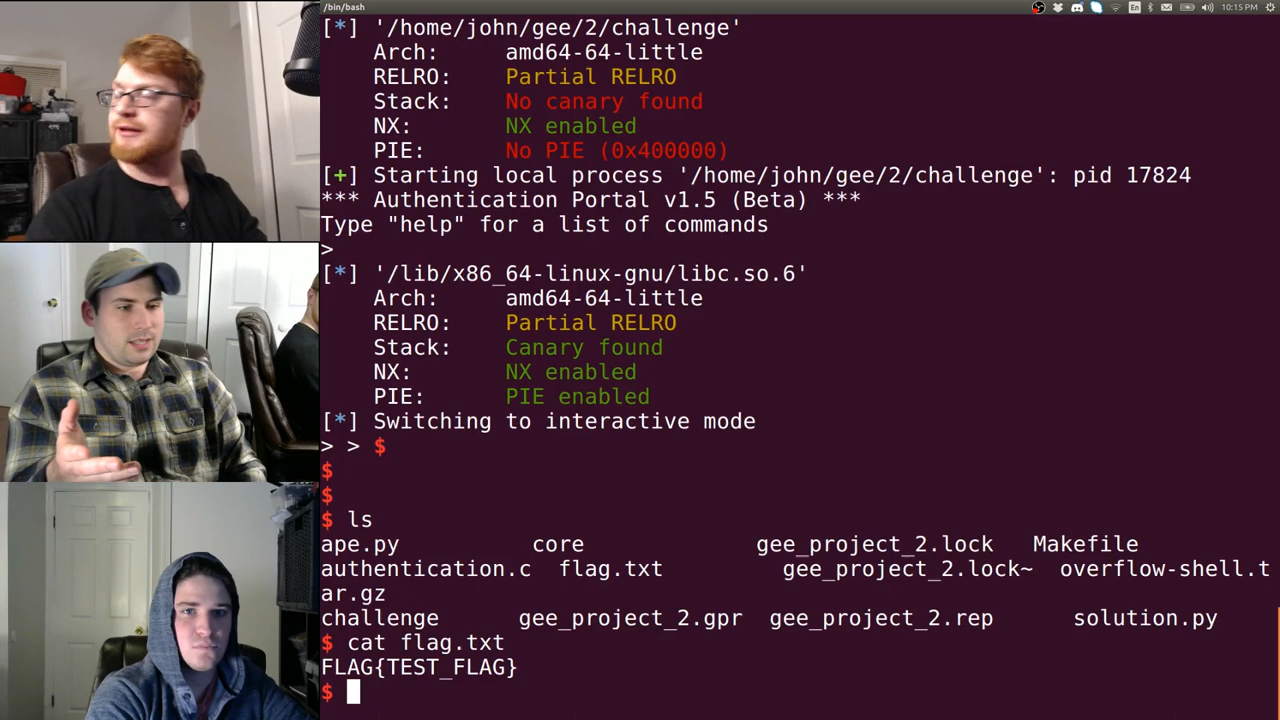 /bin/bash
En
10:15 PM
[*] '/home/john/gee/2/challenge'
Arch: amd64-64-little
RELRO: Partial RELRO
Stack: No canary found
NX: NX enabled
PIE: No PIE (0x400000)
[+] Starting local process '/home/john/gee/2/challenge': pid 17824
*** Authentication Portal v1.5 (Beta) ***
Type "help" for a list of commands
>
[*] '/lib/x86_64-linux-gnu/libc.so.6'
Arch: amd64-64-little
RELRO: Partial RELRO
Stack: Canary found
NX: NX enabled
PIE: PIE enabled
[*] Switching to interactive mode
> > $
$
$
$ ls
ape.py core gee_project_2.lock Makefile
authentication.c flag.txt gee_project_2.lock~ overflow-shell.t
ar.gz
challenge gee_project_2.gpr gee_project_2.rep solution.py
$ cat flag.txt
FLAG{TEST_FLAG}
$